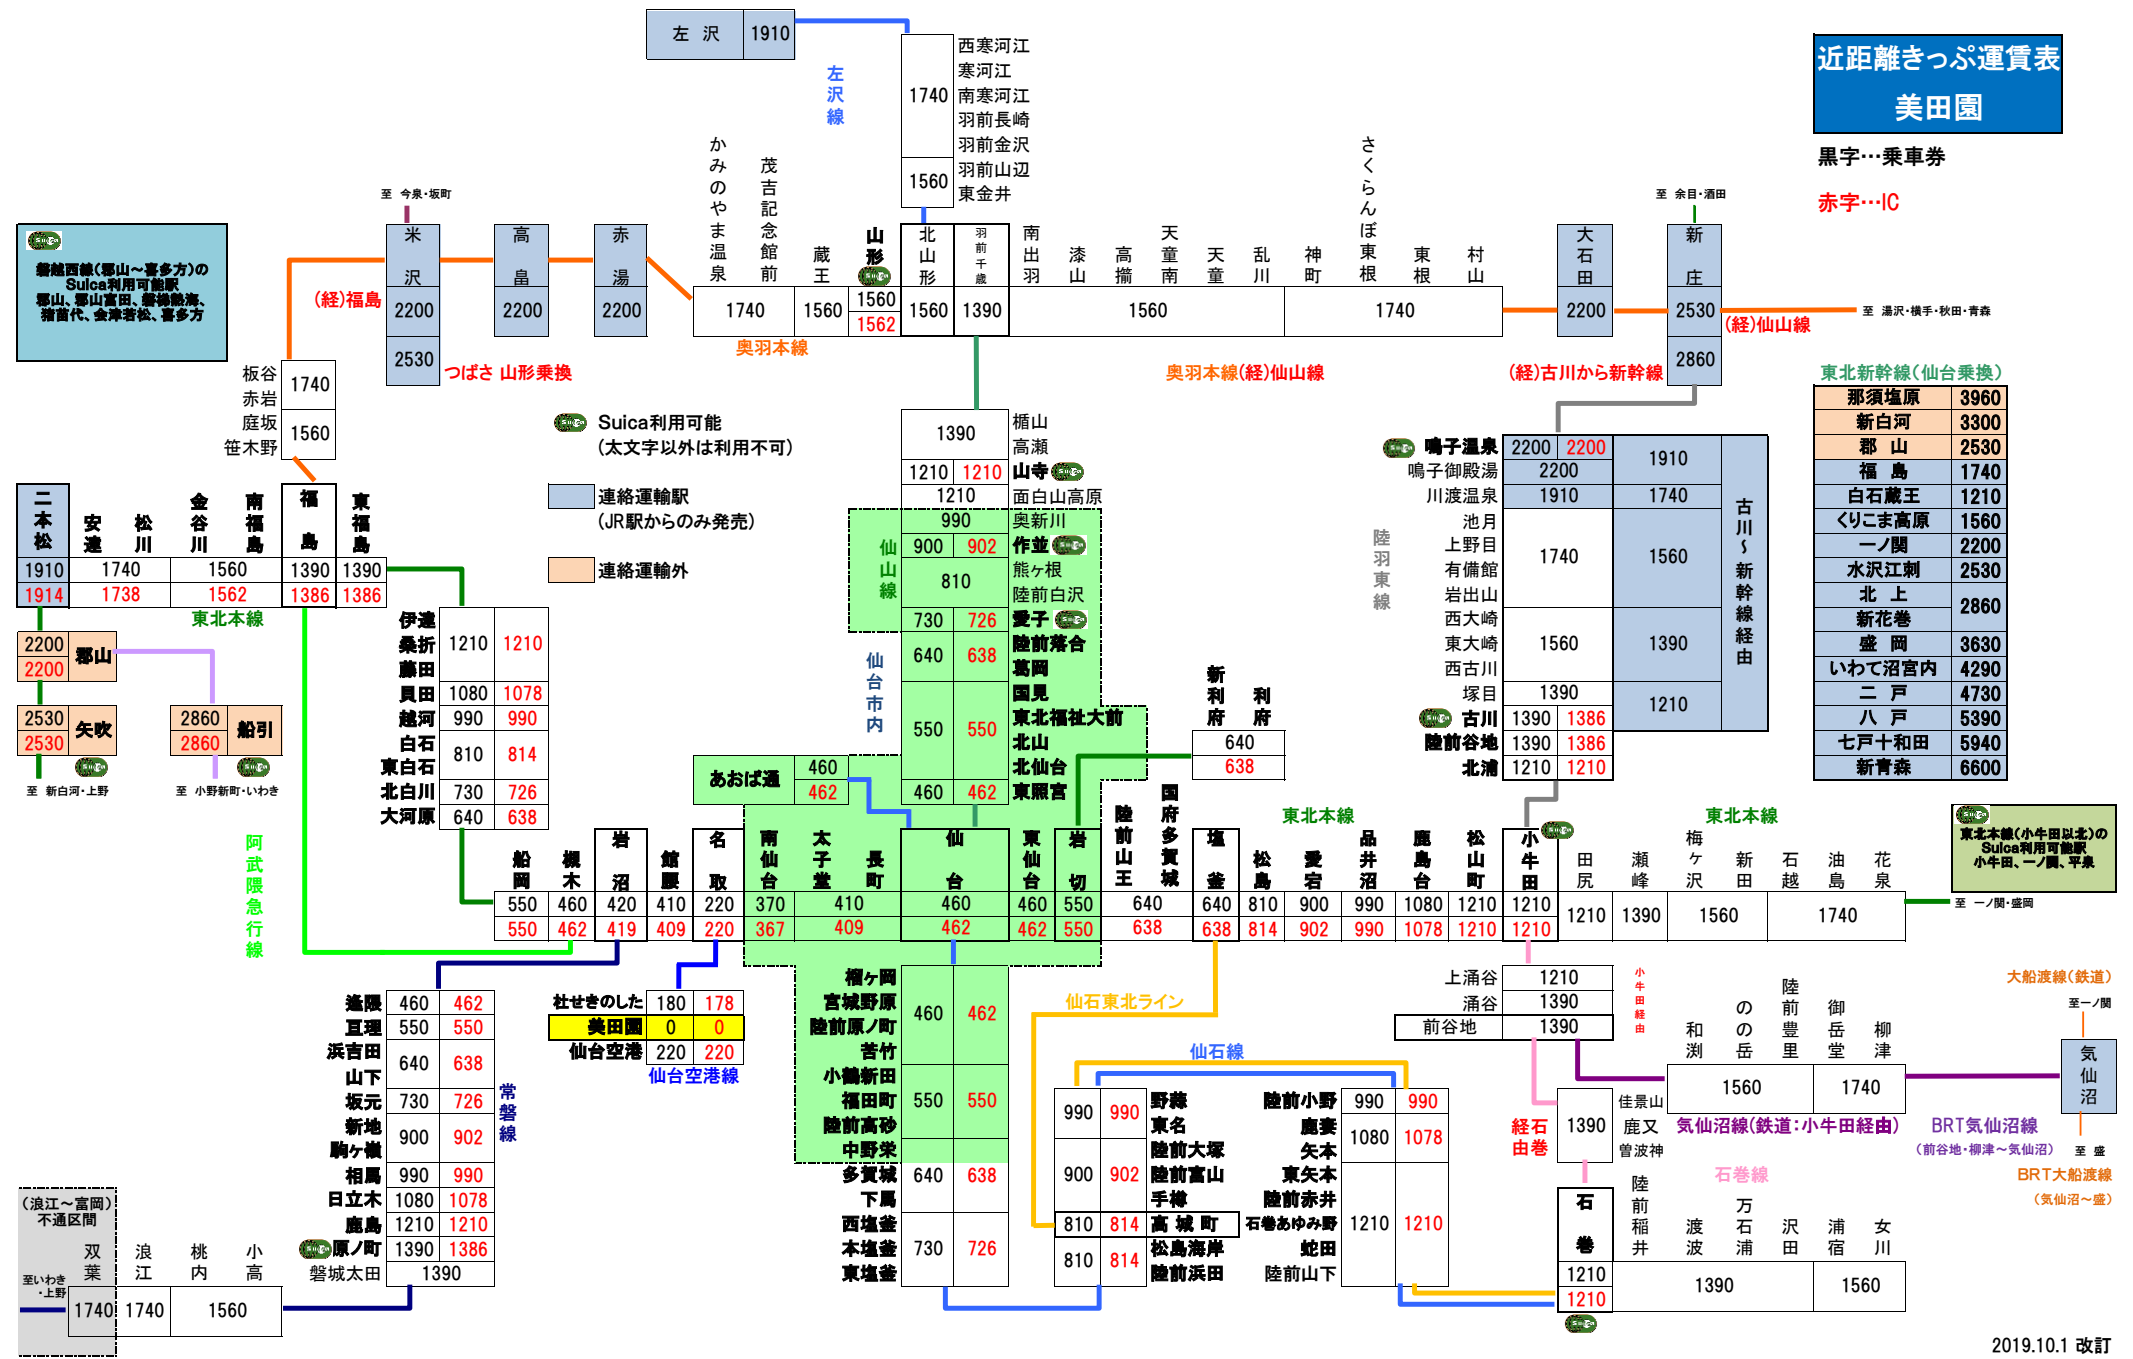 近距離きっぷ運賃表
美田園
黒字…乗車券
赤字…IC
左 沢 1910
左沢線
1740
西寒河江
寒河江
南寒河江
羽前長崎
羽前金沢
1560
羽前山辺
東金井
Suica
磐越西線(郡山～喜多方)の
Suica利用可能駅
郡山、郡山富田、磐梯熱海、
猪苗代、会津若松、喜多方
至 今泉・坂町
米沢 2200
2530
(経)福島
つばさ 山形乗換
高畠 2200
赤湯 2200
かみのやま温泉
茂吉記念館前
1740
蔵王 1560
山形 1560
1562
北山形 1560
羽前千歳 1390
南出羽
漆山
高擶
天童南
天童
乱川
1560
神町
さくらんぼ東根
東根
村山
1740
大石田 2200
至 余目・酒田
新庄 2530
2860
(経)仙山線
至 湯沢・横手・秋田・青森
奥羽本線
奥羽本線(経)仙山線
(経)古川から新幹線
板谷
赤岩
1740
庭坂
笹木野
1560
Suica利用可能
(太文字以外は利用不可)
連絡運輸駅
(JR駅からのみ発売)
連絡運輸外
東北新幹線(仙台乗換)
那須塩原 3960
新白河 3300
郡 山 2530
福 島 1740
白石蔵王 1210
くりこま高原 1560
一ノ関 2200
水沢江刺 2530
北 上
新花巻
2860
盛 岡 3630
いわて沼宮内 4290
二 戸 4730
八 戸 5390
七戸十和田 5940
新青森 6600
二本松 1910
1914
安達
松川
1740
1738
金谷川
南福島
1560
1562
福島 1390
1386
東福島 1390
1386
東北本線
2200
2200
郡山
2530
2530
矢吹
至 新白河・上野
2860
2860
船引
至 小野新町・いわき
阿武隈急行線
伊達
桑折
藤田
1210 1210
貝田 1080 1078
越河 990 990
白石
東白石
810 814
北白川 730 726
大河原 640 638
1390
楯山
高瀬
1210 1210 山寺
1210 面白山高原
990 奥新川
仙山線
900 902 作並
810
熊ヶ根
陸前白沢
730 726 愛子
640 638
陸前落合
葛岡
仙台市内
550 550
国見
東北福祉大前
北山
北仙台
460 462 東照宮
あおば通 460
462
新利府
利府
640
638
陸羽東線
鳴子温泉 2200 2200
鳴子御殿湯 2200
1910
川渡温泉 1910 1740
池月
上野目
有備館
岩出山
1740 1560
西大崎
東大崎
西古川
1560 1390
塚目 1390
古川 1390 1386
1210
陸前谷地 1390 1386
北浦 1210 1210
古川～新幹線経由
船岡 550 550
槻木 460 462
岩沼 420 419
館腰 410 409
名取 220 220
南仙台 370 367
太子堂
長町
410 409
仙台 460 462
東仙台 460 462
岩切 550 550
陸前山王
国府多賀城
640 638
塩釜 640 638
松島 810 814
愛宕 900 902
品井沼 990 990
鹿島台 1080 1078
松山町 1210 1210
小牛田 1210 1210
東北本線
東北本線
田尻 1210
瀬峰 1390
梅ヶ沢
新田
1560
石越
油島
花泉
1740
至 一ノ関・盛岡
東北本線(小牛田以北)の
Suica利用可能駅
小牛田、一ノ関、平泉
杜せきのした 180 178
美田園 0 0
仙台空港 220 220
仙台空港線
逢隈 460 462
亘理 550 550
浜吉田
山下
640 638
坂元 730 726
新地
駒ヶ嶺
900 902
相馬 990 990
日立木 1080 1078
鹿島 1210 1210
原ノ町 1390 1386
磐城太田 1390
常磐線
(浪江～富岡)
不通区間
至いわき
・上野
双葉 1740
浪江 1740
桃内
小高
1560
榴ヶ岡
宮城野原
陸前原ノ町
苦竹
460 462
小鶴新田
福田町
陸前高砂
550 550
中野栄
多賀城
下馬
640 638
西塩釜
本塩釜
東塩釜
730 726
仙石東北ライン
仙石線
990 990
野蒜
東名
900 902
陸前大塚
陸前富山
手樽
810 814 高城町
810 814
松島海岸
陸前浜田
陸前小野 990 990
鹿妻
矢本
1080 1078
東矢本
陸前赤井
石巻あゆみ野
蛇田
陸前山下
1210 1210
上涌谷 1210
涌谷 1390
前谷地 1390
小牛田経由
和渕
のの岳
陸前豊里
1560
御岳堂
柳津
1740
気仙沼線(鉄道：小牛田経由)
石巻経由
1390
佳景山
鹿又
曽波神
石巻線
石巻 1210
1210
陸前稲井
渡波
万石浦
沢田
1390
浦宿
女川
1560
大船渡線(鉄道)
至一ノ関
気仙沼
BRT気仙沼線
(前谷地・柳津～気仙沼)
至 盛
BRT大船渡線
(気仙沼～盛)
2019.10.1 改訂